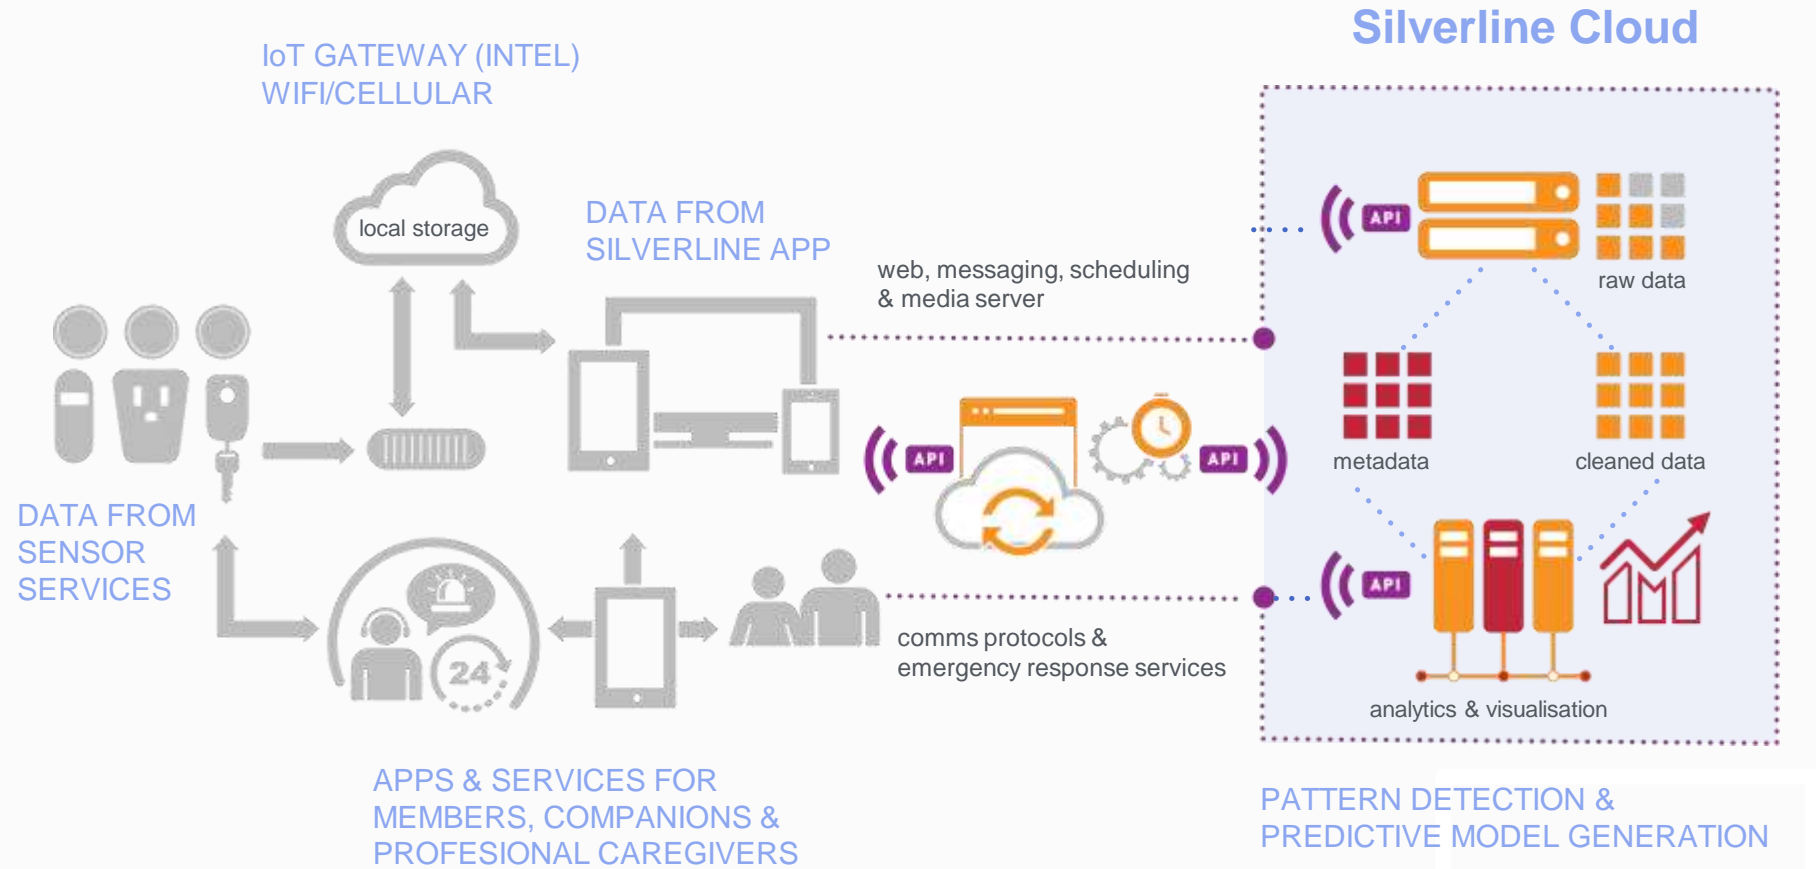 Silverline Cloud
IoT GATEWAY (INTEL)
WIFI/CELLULAR
local storage
DATA FROM
SILVERLINE APP
web, messaging, scheduling
& media server
API
raw data
metadata
cleaned data
API
API
DATA FROM
SENSOR
SERVICES
24
comms protocols &
emergency response services
API
analytics & visualisation
APPS & SERVICES FOR
MEMBERS, COMPANIONS &
PROFESIONAL CAREGIVERS
PATTERN DETECTION &
PREDICTIVE MODEL GENERATION